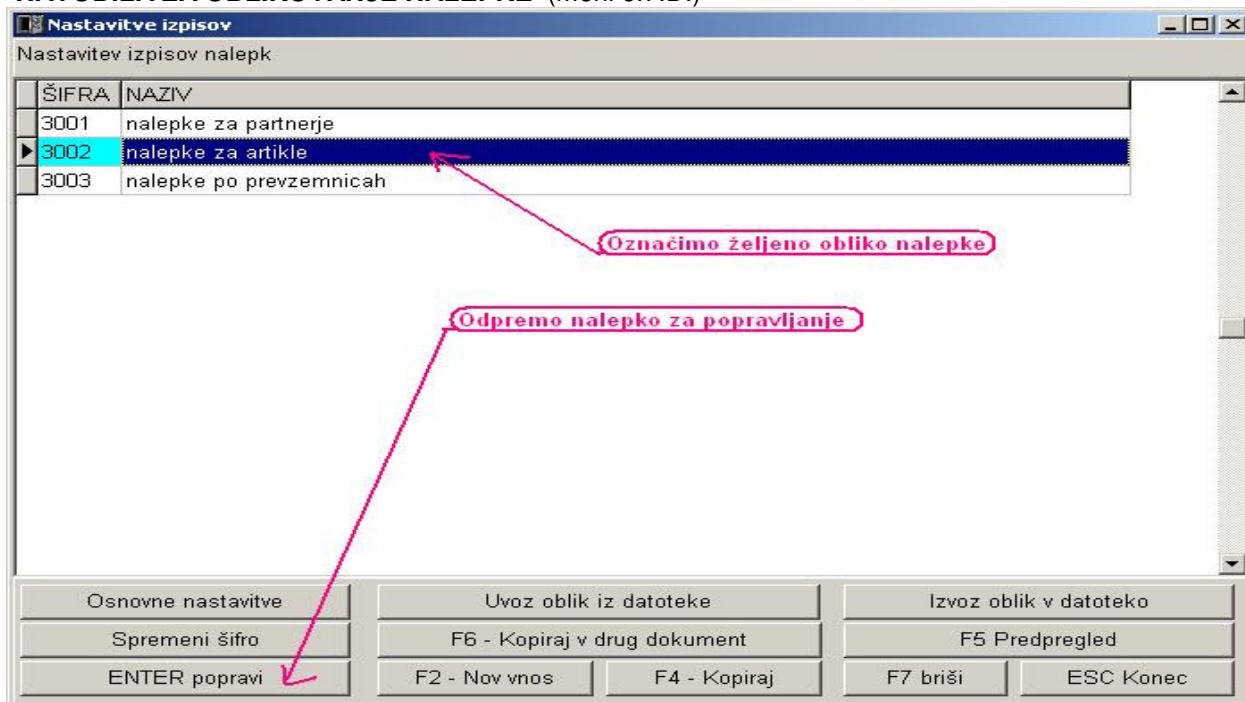 Nastavitve izpisov
Nastavitev izpisov nalepk
ŠIFRA NAZIV
3001 nalepke za partnerje
3002 nalepke za artikle
3003 nalepke po prevzemnicah
Označimo željeno obliko nalepke
Odpremo nalepko za popravljanje
Osnovne nastavitve Uvoz oblik iz datoteke Izvoz oblik v datoteko
Spremeni šifro F6 - Kopiraj v drug dokument F5 Predpregled
ENTER popravi F2 - Nov vnos F4 - Kopiraj F7 briši ESC Konec